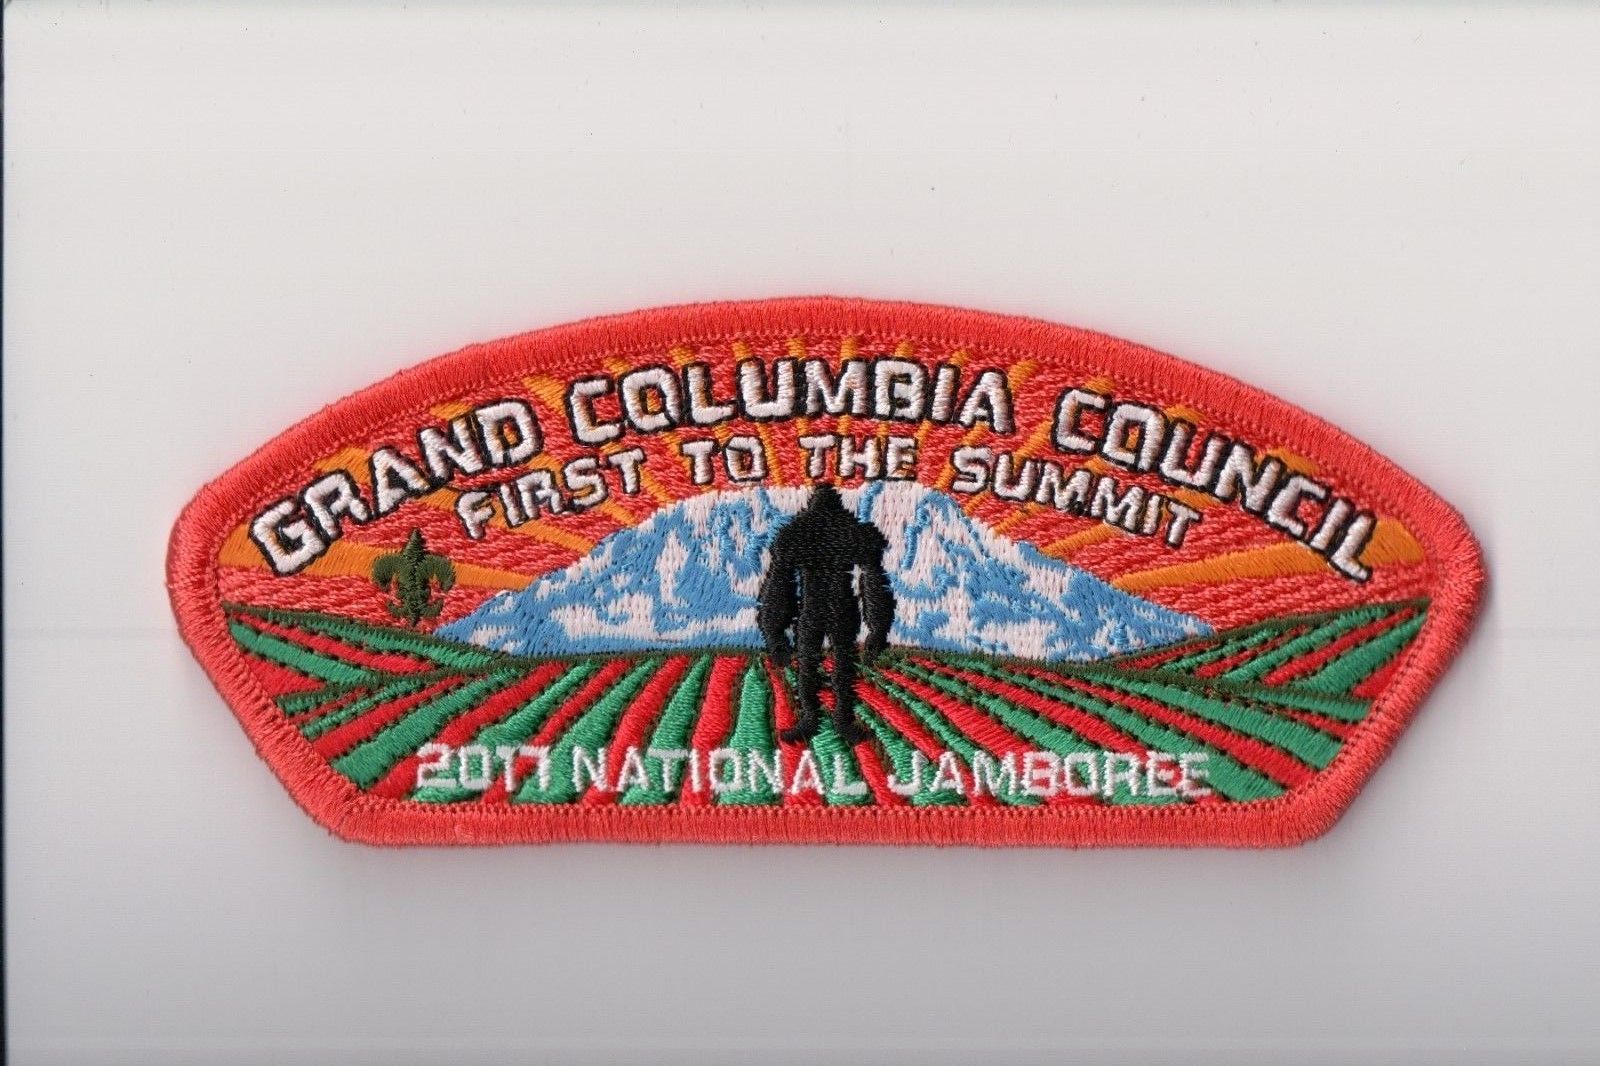 GRAND COLUMBIA COUNCIL
FIRST TO THE SUMMIT
2017 NATIONAL JAMBOREE